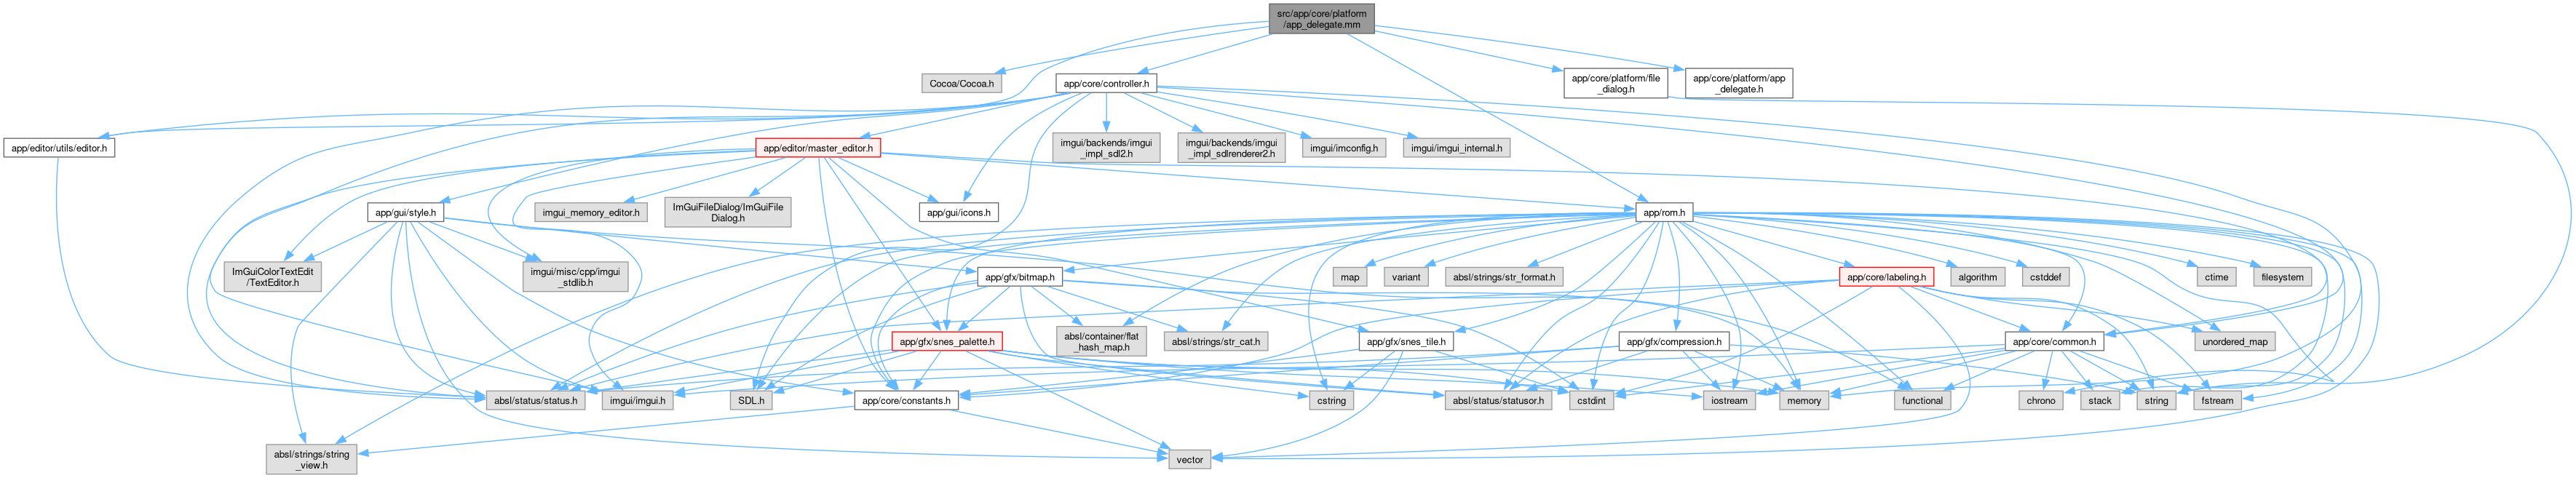 src/app/core/platform
/app_delegate.mm
Cocoa/Cocoa.h
app/core/controller.h
app/core/platform/file
_dialog.h
app/core/platform/app
_delegate.h
app/editor/utils/editor.h
app/editor/master_editor.h
imgui/backends/imgui
_impl_sdl2.h
imgui/backends/imgui
_impl_sdlrenderer2.h
imgui/imconfig.h
imgui/imgui_internal.h
app/gui/style.h
imgui_memory_editor.h
ImGuiFileDialog/ImGuiFile
Dialog.h
app/gui/icons.h
app/rom.h
ImGuiColorTextEdit
/TextEditor.h
imgui/misc/cpp/imgui
_stdlib.h
app/gfx/bitmap.h
map
variant
absl/strings/str_format.h
app/core/labeling.h
algorithm
cstddef
ctime
filesystem
app/gfx/snes_palette.h
absl/container/flat
_hash_map.h
absl/strings/str_cat.h
app/gfx/snes_tile.h
app/gfx/compression.h
app/core/common.h
unordered_map
absl/status/status.h
imgui/imgui.h
SDL.h
app/core/constants.h
cstring
absl/status/statusor.h
cstdint
iostream
memory
functional
chrono
stack
string
fstream
absl/strings/string
_view.h
vector